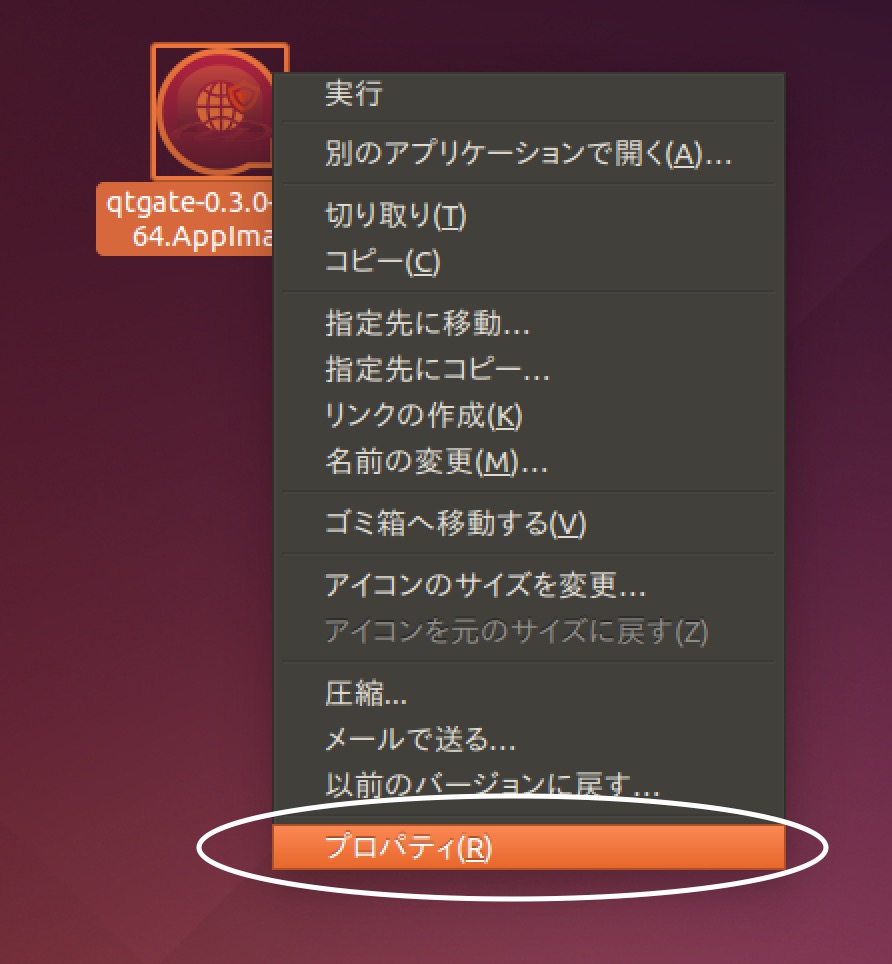 qtgate-0.3.0-
64.AppIma
実行
別のアプリケーションで開く(A)...
切り取り(T)
コピー(C)
指定先に移動...
指定先にコピー...
リンクの作成(K)
名前の変更(M)...
ゴミ箱へ移動する(V)
アイコンのサイズを変更...
アイコンを元のサイズに戻す(Z)
圧縮...
メールで送る...
以前のバージョンに戻す...
プロパティ(R)